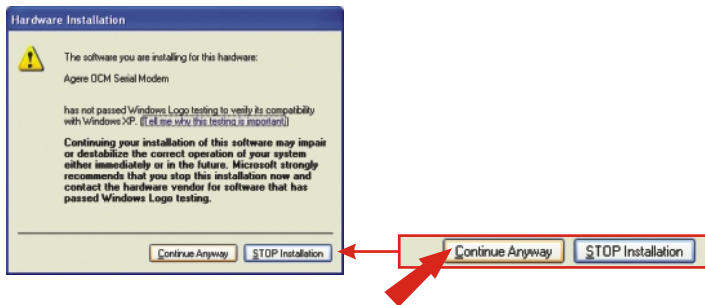 Hardware Installation
The software you are installing for this hardware:
Agere OCM Serial Modem
has not passed Windows Logo testing to verify its compatibility
with Windows XP. (Tell me why this testing is important.)
Continuing your installation of this software may impair
or destabilize the correct operation of your system
either immediately or in the future. Microsoft strongly
recommends that you stop this installation now and
contact the hardware vendor for software that has
passed Windows Logo testing.
Continue Anyway STOP Installation
Continue Anyway STOP Installation